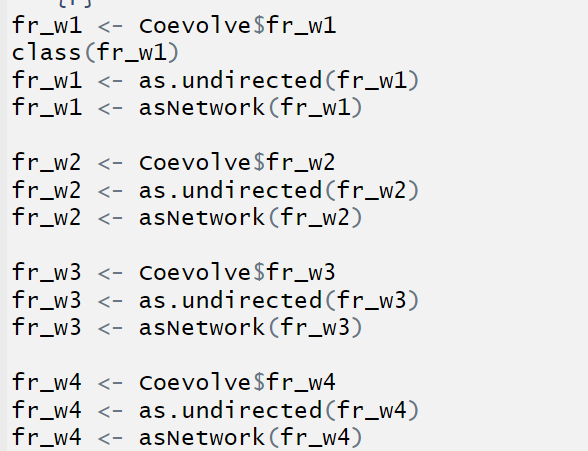 fr_w1 <- Coevolve$fr_w1
class(fr_w1)
fr_w1 <- as.undirected(fr_w1)
fr_w1 <- asNetwork(fr_w1)
fr_w2 <- Coevolve$fr_w2
fr_w2 <- as.undirected(fr_w2)
fr_w2 <- asNetwork(fr_w2)
fr_w3 <- Coevolve$fr_w3
fr_w3 <- as.undirected(fr_w3)
fr_w3 <- asNetwork(fr_w3)
fr_w4 <- Coevolve$fr_w4
fr_w4 <- as.undirected(fr_w4)
fr_w4 <- asNetwork(fr_w4)